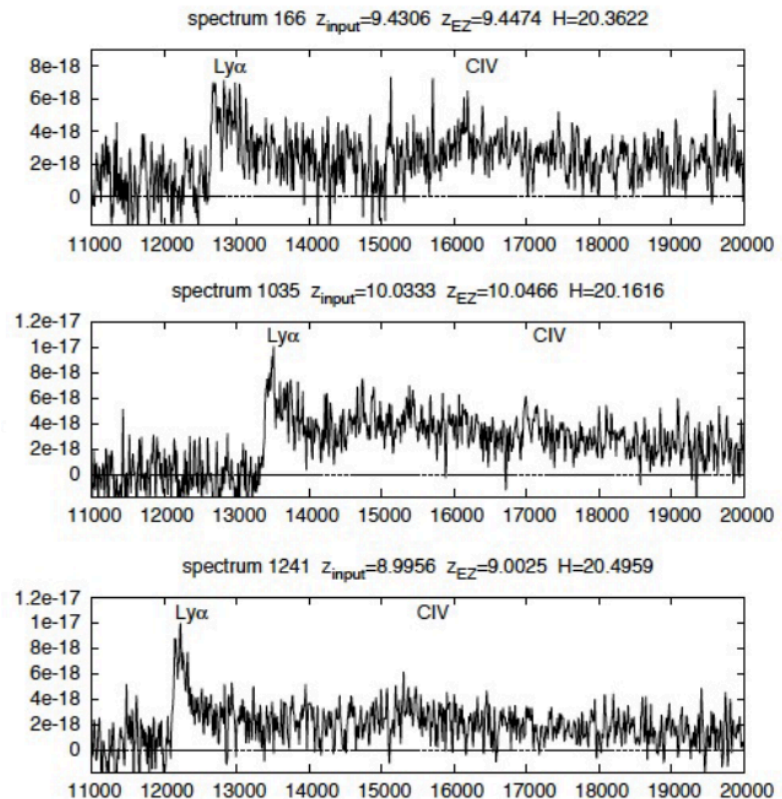 spectrum 166 z_input=9.4306 z_EZ=9.4474 H=20.3622
8e-18
6e-18
4e-18
2e-18
0
Lyα CIV
11000 12000 13000 14000 15000 16000 17000 18000 19000 20000
spectrum 1035 z_input=10.0333 z_EZ=10.0466 H=20.1616
1.2e-17
1e-17
8e-18
6e-18
4e-18
2e-18
0
Lyα CIV
11000 12000 13000 14000 15000 16000 17000 18000 19000 20000
spectrum 1241 z_input=8.9956 z_EZ=9.0025 H=20.4959
1.2e-17
1e-17
8e-18
6e-18
4e-18
2e-18
0
Lyα CIV
11000 12000 13000 14000 15000 16000 17000 18000 19000 20000